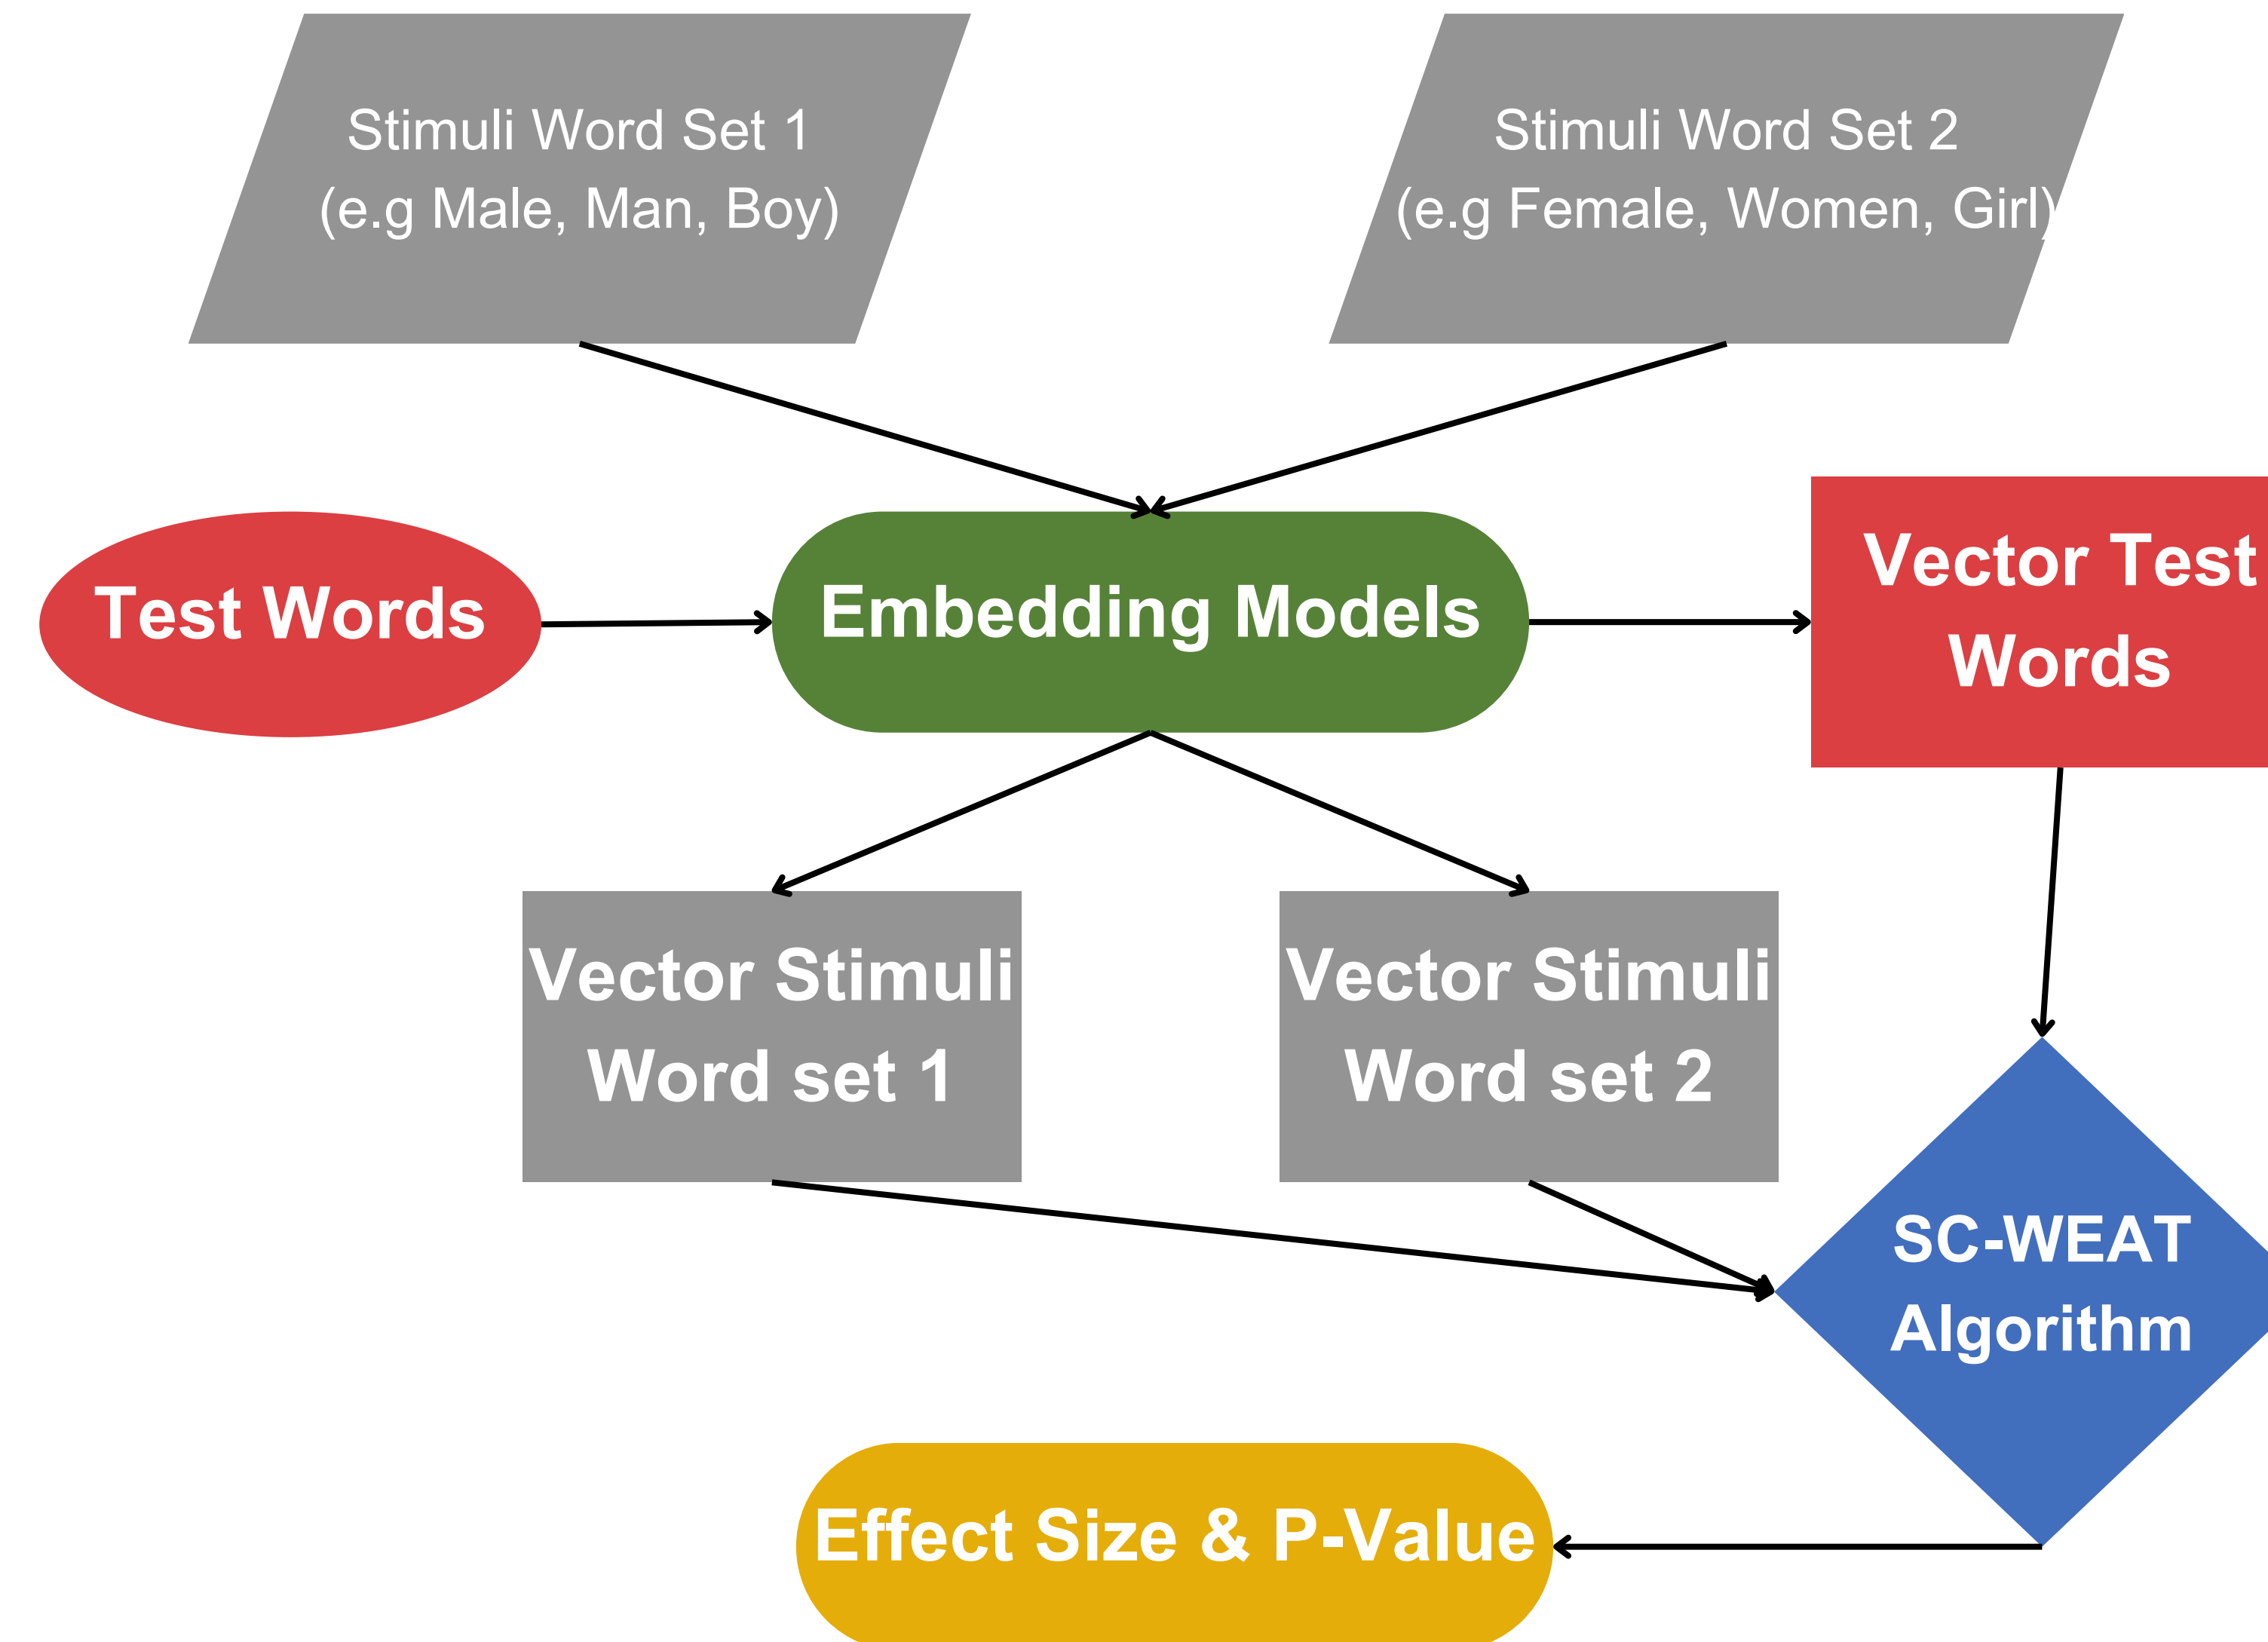 Stimuli Word Set 1
(e.g Male, Man, Boy)
Stimuli Word Set 2
(e.g Female, Women, Girl)
Test Words
Embedding Models
Vector Test
Words
Vector Stimuli
Word set 1
Vector Stimuli
Word set 2
SC-WEAT
Algorithm
Effect Size & P-Value